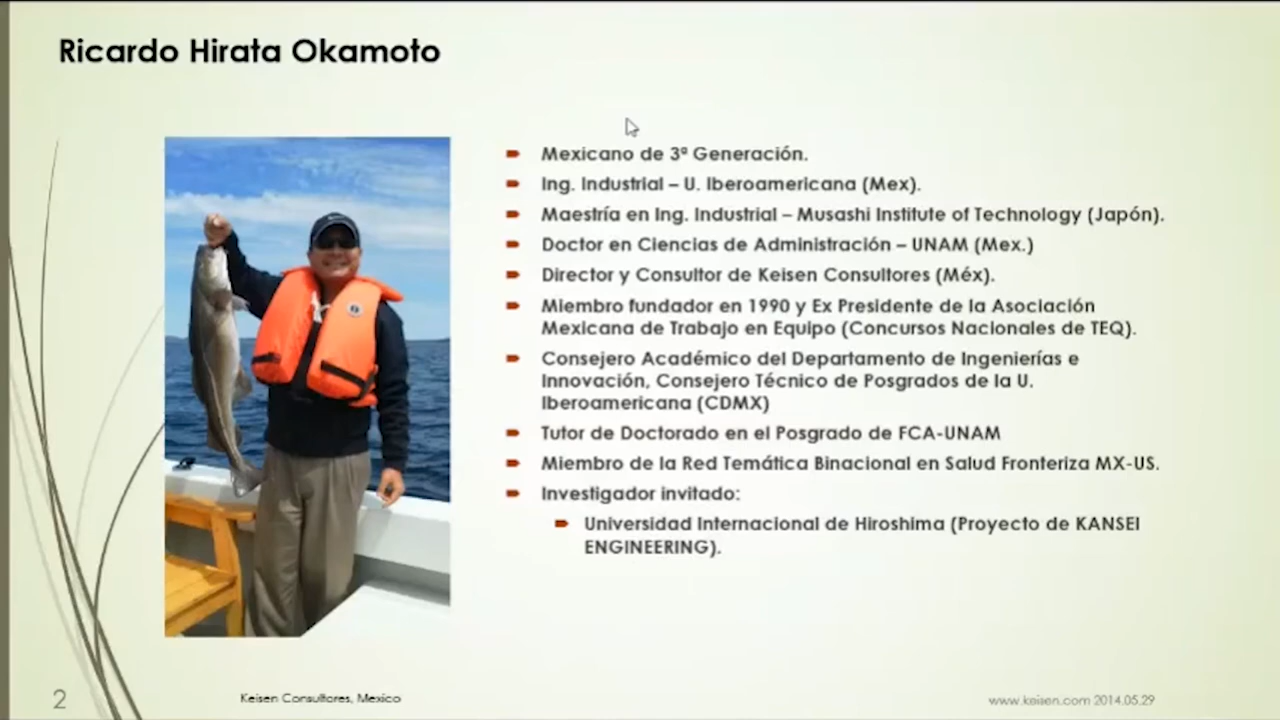 Ricardo Hirata Okamoto
Mexicano de 3ª Generación.
Ing. Industrial – U. Iberoamericana (Mex).
Maestría en Ing. Industrial – Musashi Institute of Technology (Japón).
Doctor en Ciencias de Administración – UNAM (Mex.)
Director y Consultor de Keisen Consultores (Méx).
Miembro fundador en 1990 y Ex Presidente de la Asociación
Mexicana de Trabajo en Equipo (Concursos Nacionales de TEQ).
Consejero Académico del Departamento de Ingenierías e
Innovación, Consejero Técnico de Posgrados de la U.
Iberoamericana (CDMX)
Tutor de Doctorado en el Posgrado de FCA-UNAM
Miembro de la Red Temática Binacional en Salud Fronteriza MX-US.
Investigador invitado:
Universidad Internacional de Hiroshima (Proyecto de KANSEI
ENGINEERING).
2
Keisen Consultores, Mexico
www.keisen.com 2014.05.29